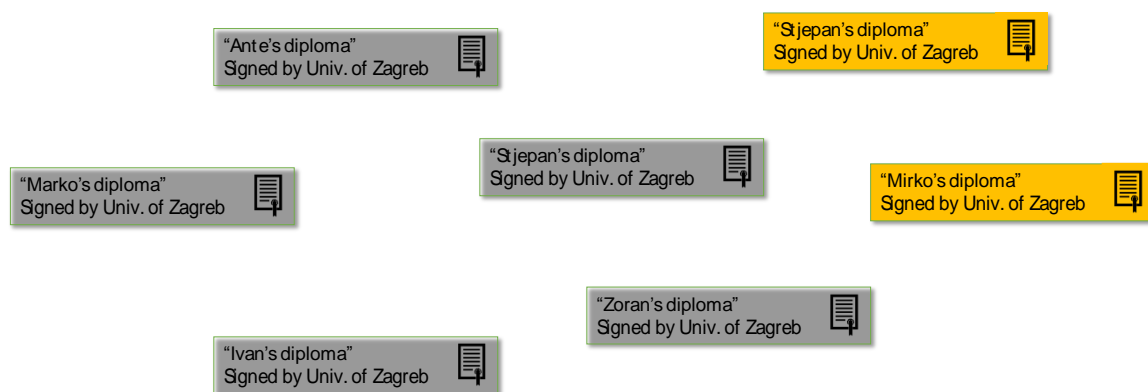 “Ante's diploma”
Signed by Univ. of Zagreb
“Stjepan's diploma”
Signed by Univ. of Zagreb
“Marko's diploma”
Signed by Univ. of Zagreb
“Stjepan's diploma”
Signed by Univ. of Zagreb
“Mirko's diploma”
Signed by Univ. of Zagreb
“Zoran's diploma”
Signed by Univ. of Zagreb
“Ivan's diploma”
Signed by Univ. of Zagreb